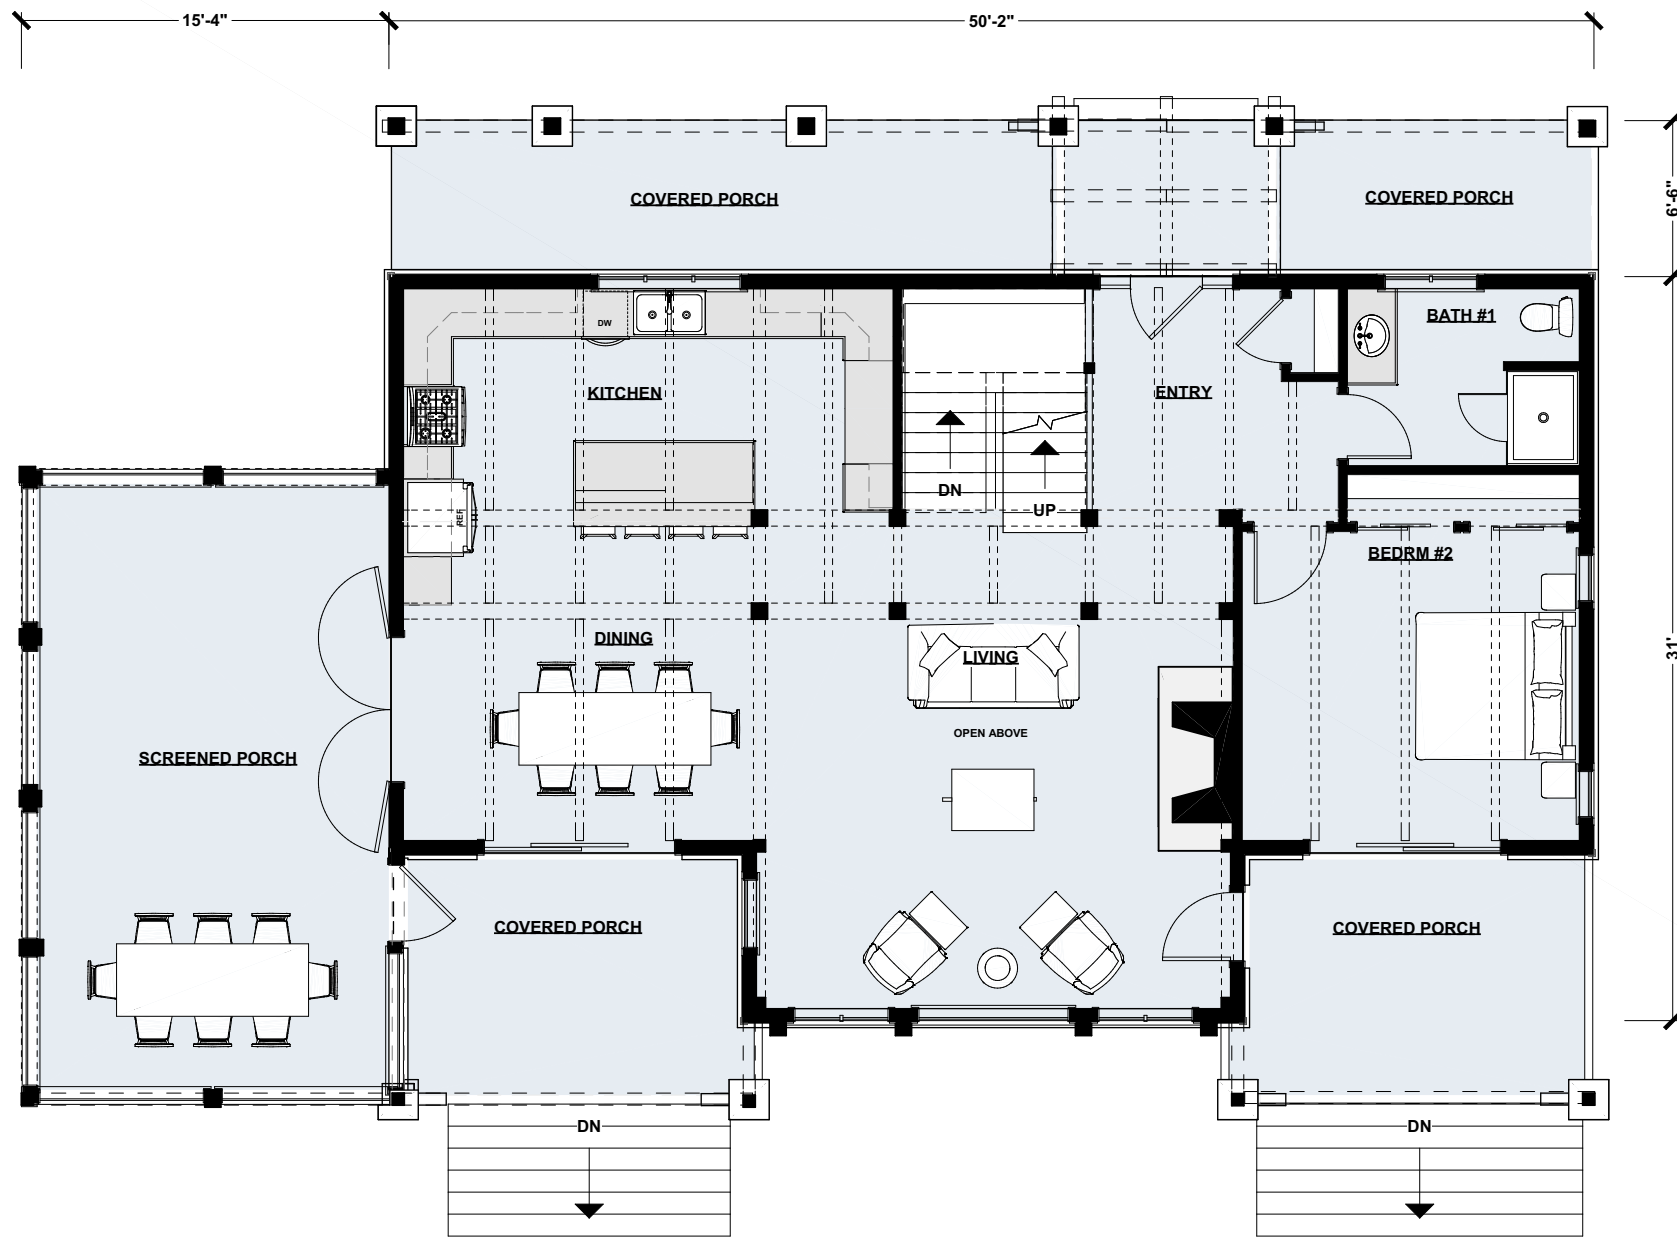 15'-4"
50'-2"
COVERED PORCH
COVERED PORCH
6'-6"
DW
BATH #1
KITCHEN
ENTRY
DN
UP
REF
BEDRM #2
DINING
LIVING
31'
OPEN ABOVE
SCREENED PORCH
COVERED PORCH
COVERED PORCH
DN
DN